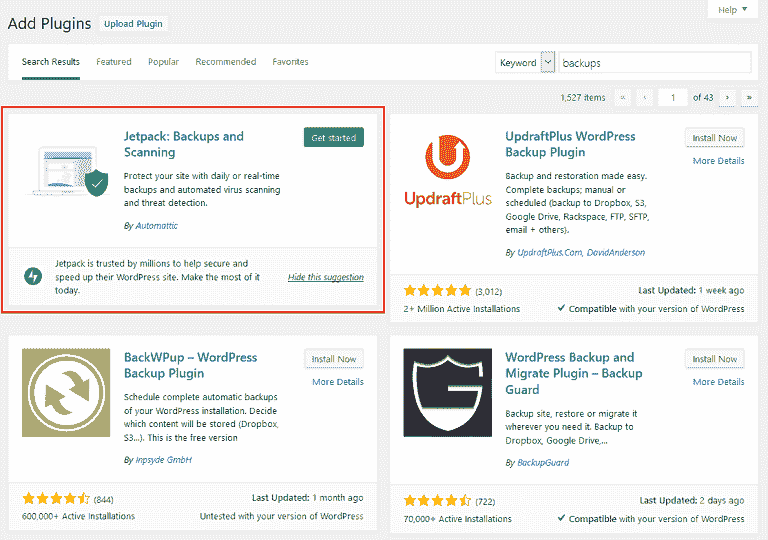 Help ▼
Add Plugins Upload Plugin
Search Results Featured Popular Recommended Favorites Keyword backups
1,527 items « ‹ 1 of 43 › »
Jetpack: Backups and
Scanning
Get started
Protect your site with daily or real-time
backups and automated virus scanning
and threat detection.
By Automattic
Jetpack is trusted by millions to help secure and
speed up their WordPress site. Make the most of it
today.
Hide this suggestion
UpdraftPlus
UpdraftPlus WordPress
Backup Plugin
Install Now
More Details
Backup and restoration made easy.
Complete backups; manual or
scheduled (backup to Dropbox, S3,
Google Drive, Rackspace, FTP, SFTP,
email + others).
By UpdraftPlus.Com, DavidAnderson
(3,012) Last Updated: 1 week ago
2+ Million Active Installations ✓ Compatible with your version of WordPress
BackWPup – WordPress
Backup Plugin
Install Now
More Details
Schedule complete automatic backups
of your WordPress installation. Decide
which content will be stored (Dropbox,
S3…). This is the free version
By Inpsyde GmbH
(844) Last Updated: 1 month ago
600,000+ Active Installations Untested with your version of WordPress
G
WordPress Backup and
Migrate Plugin – Backup
Guard
Install Now
More Details
Backup site, restore or migrate it
wherever you need it. Backup to
Dropbox, Google Drive,...
By BackupGuard
(722) Last Updated: 2 days ago
70,000+ Active Installations ✓ Compatible with your version of WordPress